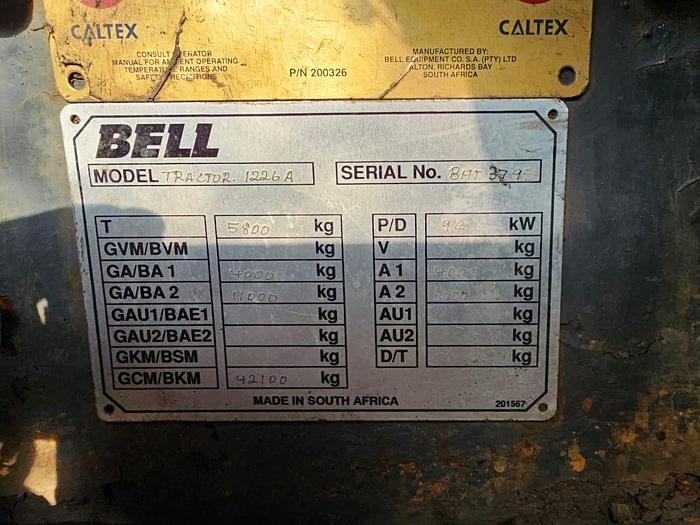 CALTEX CALTEX
CONSULT OPERATOR
MANUAL FOR AMBIENT OPERATING
TEMPERATURE RANGES AND
SAFETY PRECAUTIONS
P/N 200326
MANUFACTURED BY:
BELL EQUIPMENT CO. S.A. (PTY) LTD
ALTON, RICHARDS BAY
SOUTH AFRICA
BELL
MODEL TRACTOR. 1226A SERIAL No.
T 5800 kg P/D kW
GVM/BVM kg V kg
GA/BA 1 4000 kg A 1 4000 kg
GA/BA 2 11000 kg A 2 kg
GAU1/BAE1 kg AU1 kg
GAU2/BAE2 kg AU2 kg
GKM/BSM kg D/T kg
GCM/BKM 42100 kg
MADE IN SOUTH AFRICA 201567